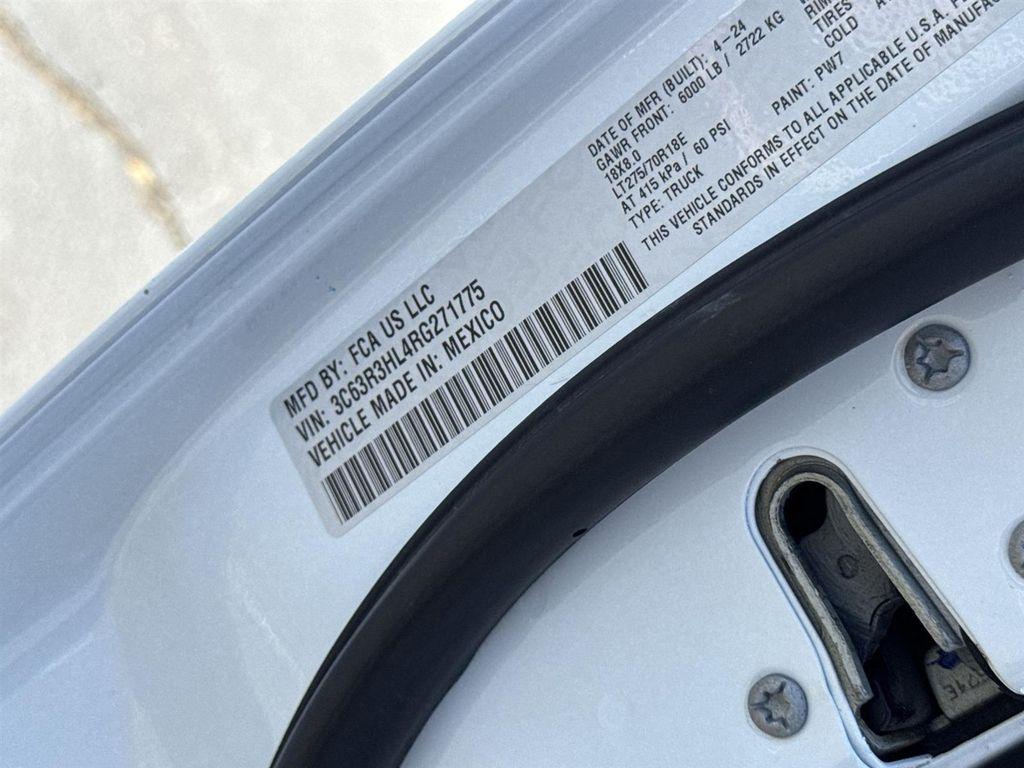 MFD BY: FCA US LLC
VIN: 3C63R3HL4RG271775
VEHICLE MADE IN: MEXICO
DATE OF MFR (BUILT): 4-24
GAWR FRONT: 6000 LB / 2722 KG
18X8.0
LT275/70R18E
AT 415 kPa / 60 PSI
TYPE: TRUCK
TIRES
COLD
PAINT: PW7
THIS VEHICLE CONFORMS TO ALL APPLICABLE U.S.A.
STANDARDS IN EFFECT ON THE DATE OF